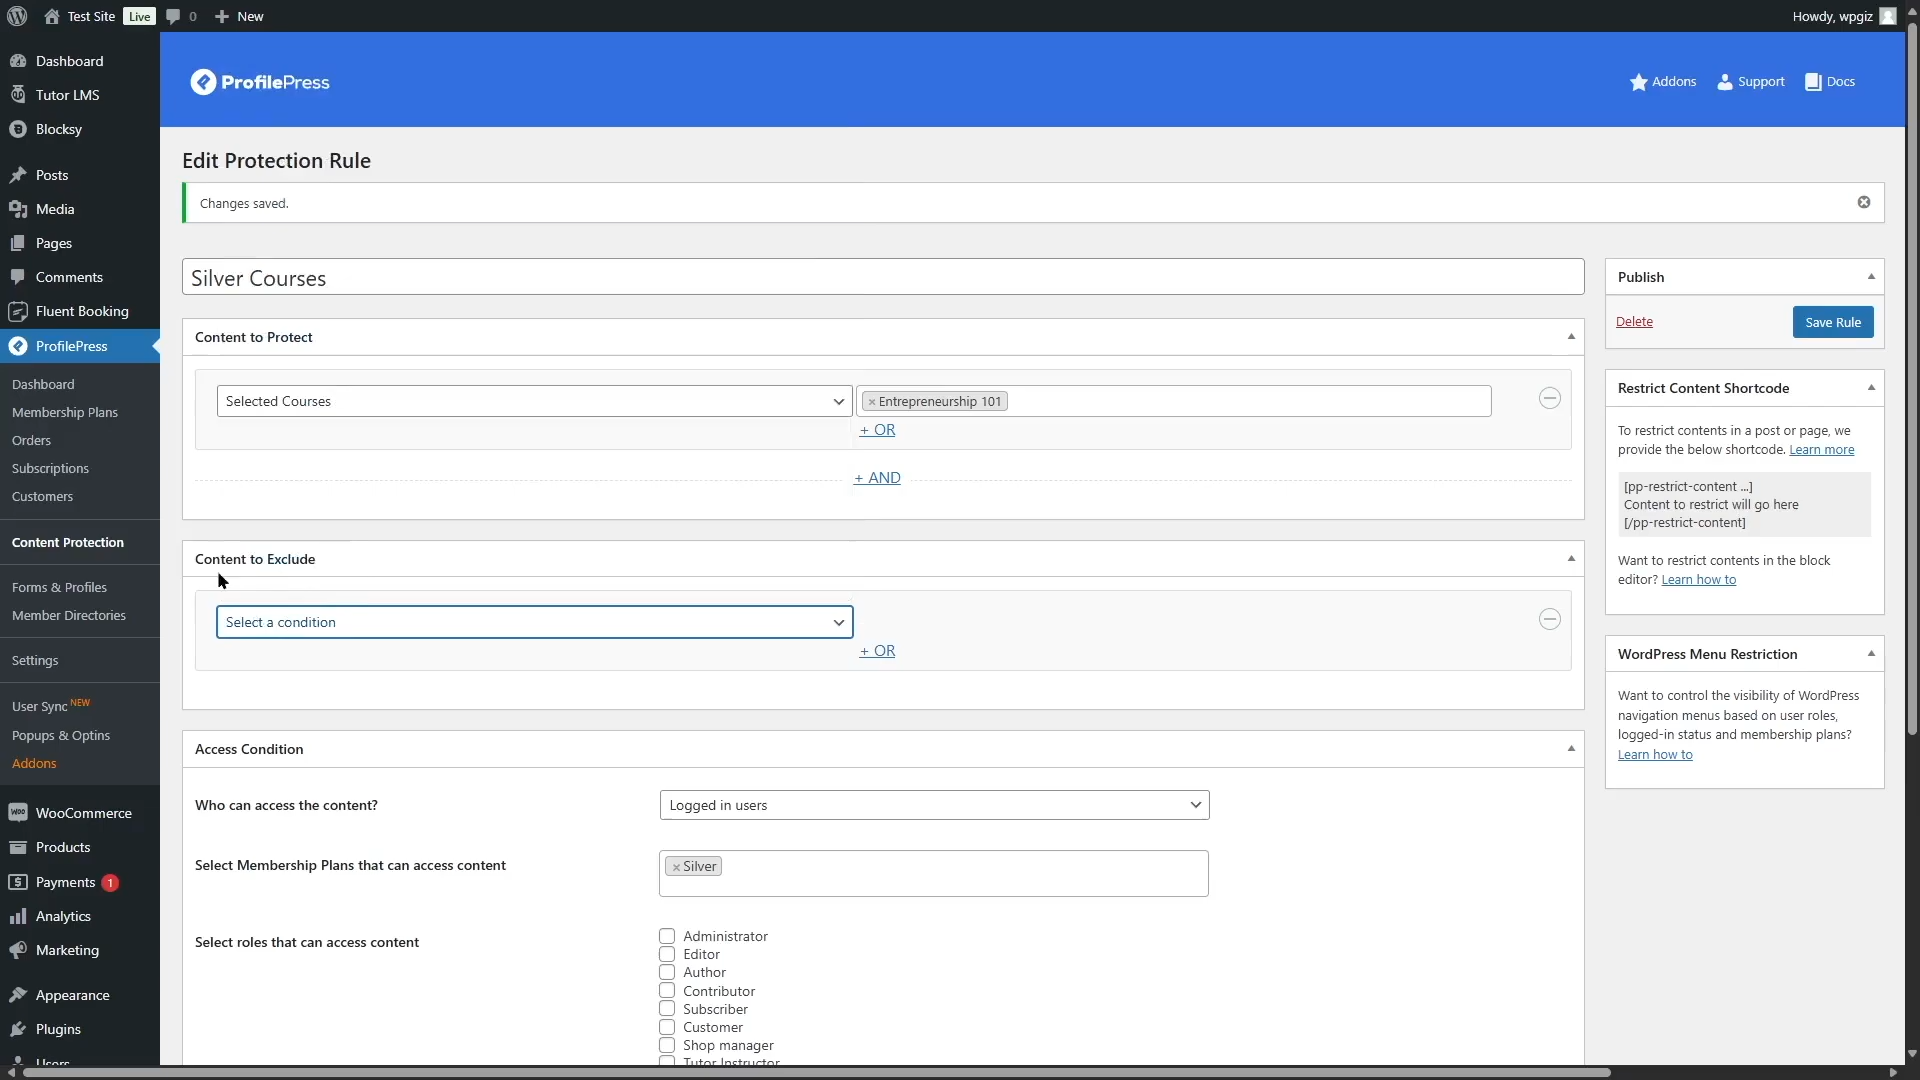 Test Site Live 0 New
Howdy, wpgiz
Dashboard
Tutor LMS
Blocksy
Posts
Media
Pages
Comments
Fluent Booking
ProfilePress
Dashboard
Membership Plans
Orders
Subscriptions
Customers
Content Protection
Forms & Profiles
Member Directories
Settings
User Sync NEW
Popups & Optins
Addons
WooCommerce
Products
Payments 1
Analytics
Marketing
Appearance
Plugins
Users
ProfilePress
Addons
Support
Docs
Edit Protection Rule
Changes saved.
Silver Courses
Content to Protect
Selected Courses
× Entrepreneurship 101
+ OR
+ AND
Content to Exclude
Select a condition
+ OR
Access Condition
Who can access the content?
Logged in users
Select Membership Plans that can access content
× Silver
Select roles that can access content
Administrator
Editor
Author
Contributor
Subscriber
Customer
Shop manager
Tutor Instructor
Publish
Delete
Save Rule
Restrict Content Shortcode
To restrict contents in a post or page, we
provide the below shortcode. Learn more
[pp-restrict-content ...]
Content to restrict will go here
[/pp-restrict-content]
Want to restrict contents in the block
editor? Learn how to
WordPress Menu Restriction
Want to control the visibility of WordPress
navigation menus based on user roles,
logged-in status and membership plans?
Learn how to